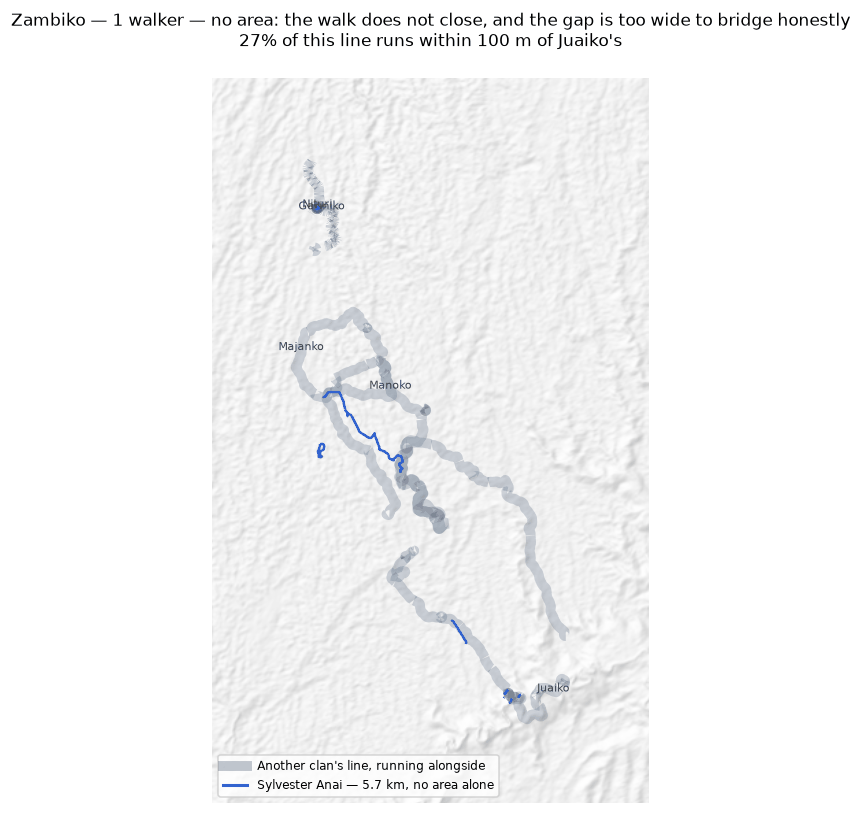 Zambiko — 1 walker — no area: the walk does not close, and the gap is too wide to bridge honestly
27% of this line runs within 100 m of Juaiko's
Majanko
Manoko
Juaiko
Another clan's line, running alongside
Sylvester Anai — 5.7 km, no area alone